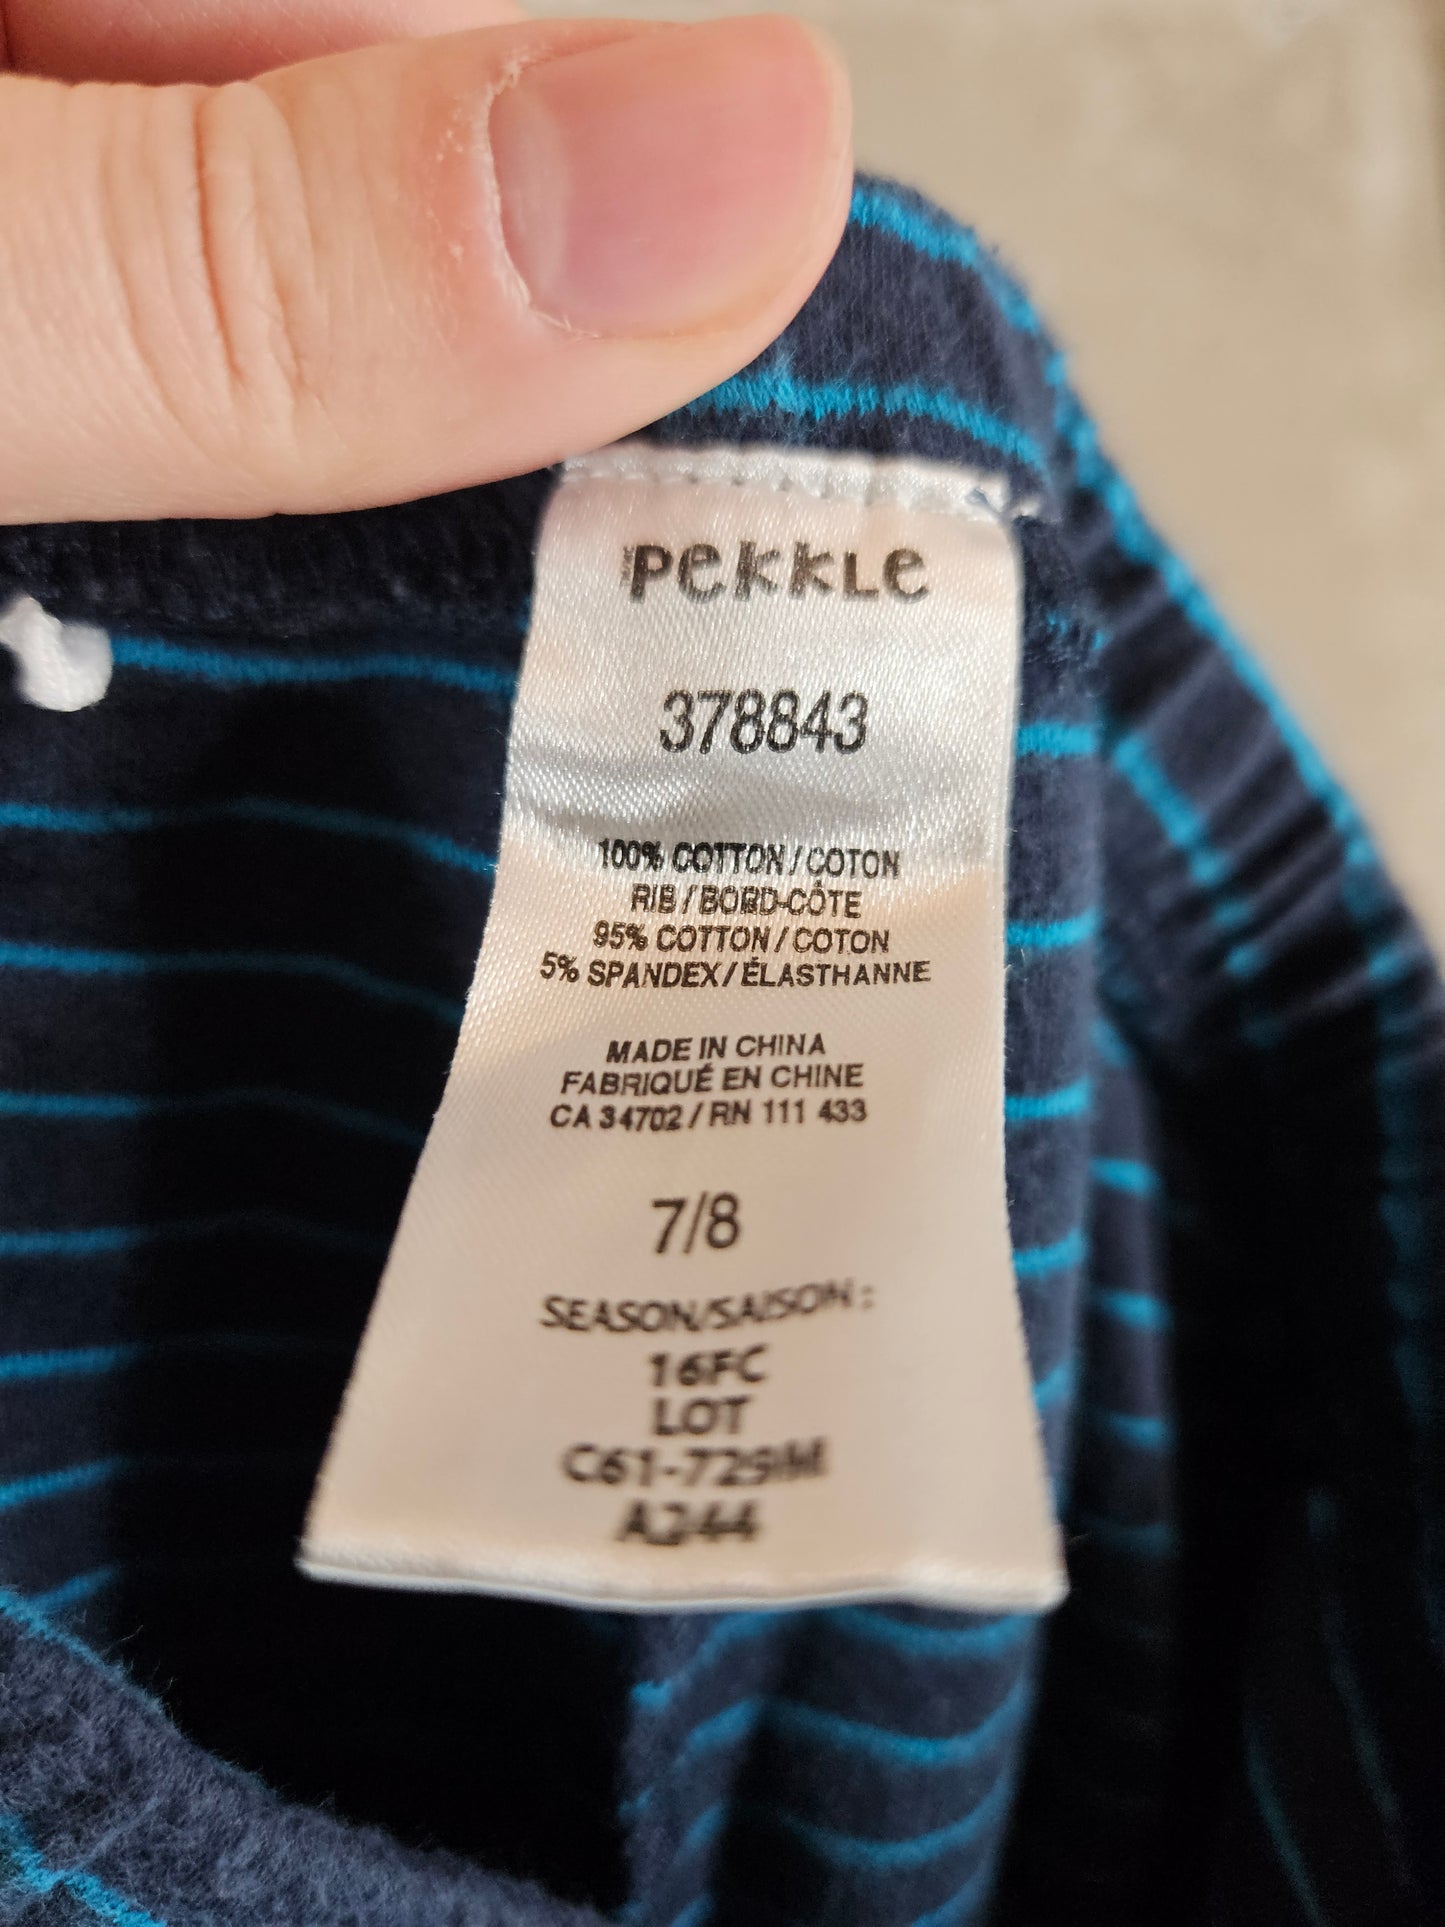 Pekkle
378843
100% COTTON / COTON
RIB / BORD-CÔTE
95% COTTON / COTON
5% SPANDEX / ÉLASTHANNE
MADE IN CHINA
FABRIQUÉ EN CHINE
CA 34702 / RN 111 433
7/8
SEASON/SAISON :
16FC
LOT
C61-729M
A244